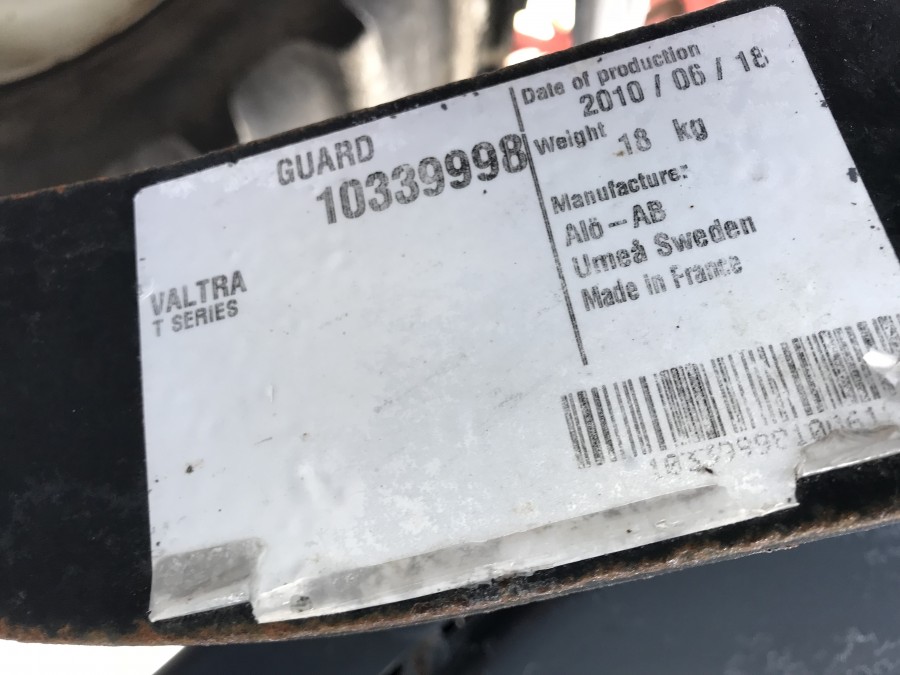 GUARD
10339998
VALTRA
T SERIES
Date of production
2010 / 06 / 18
Weight
18 kg
Manufacturer
Alö-AB
Umeå Sweden
Made in France